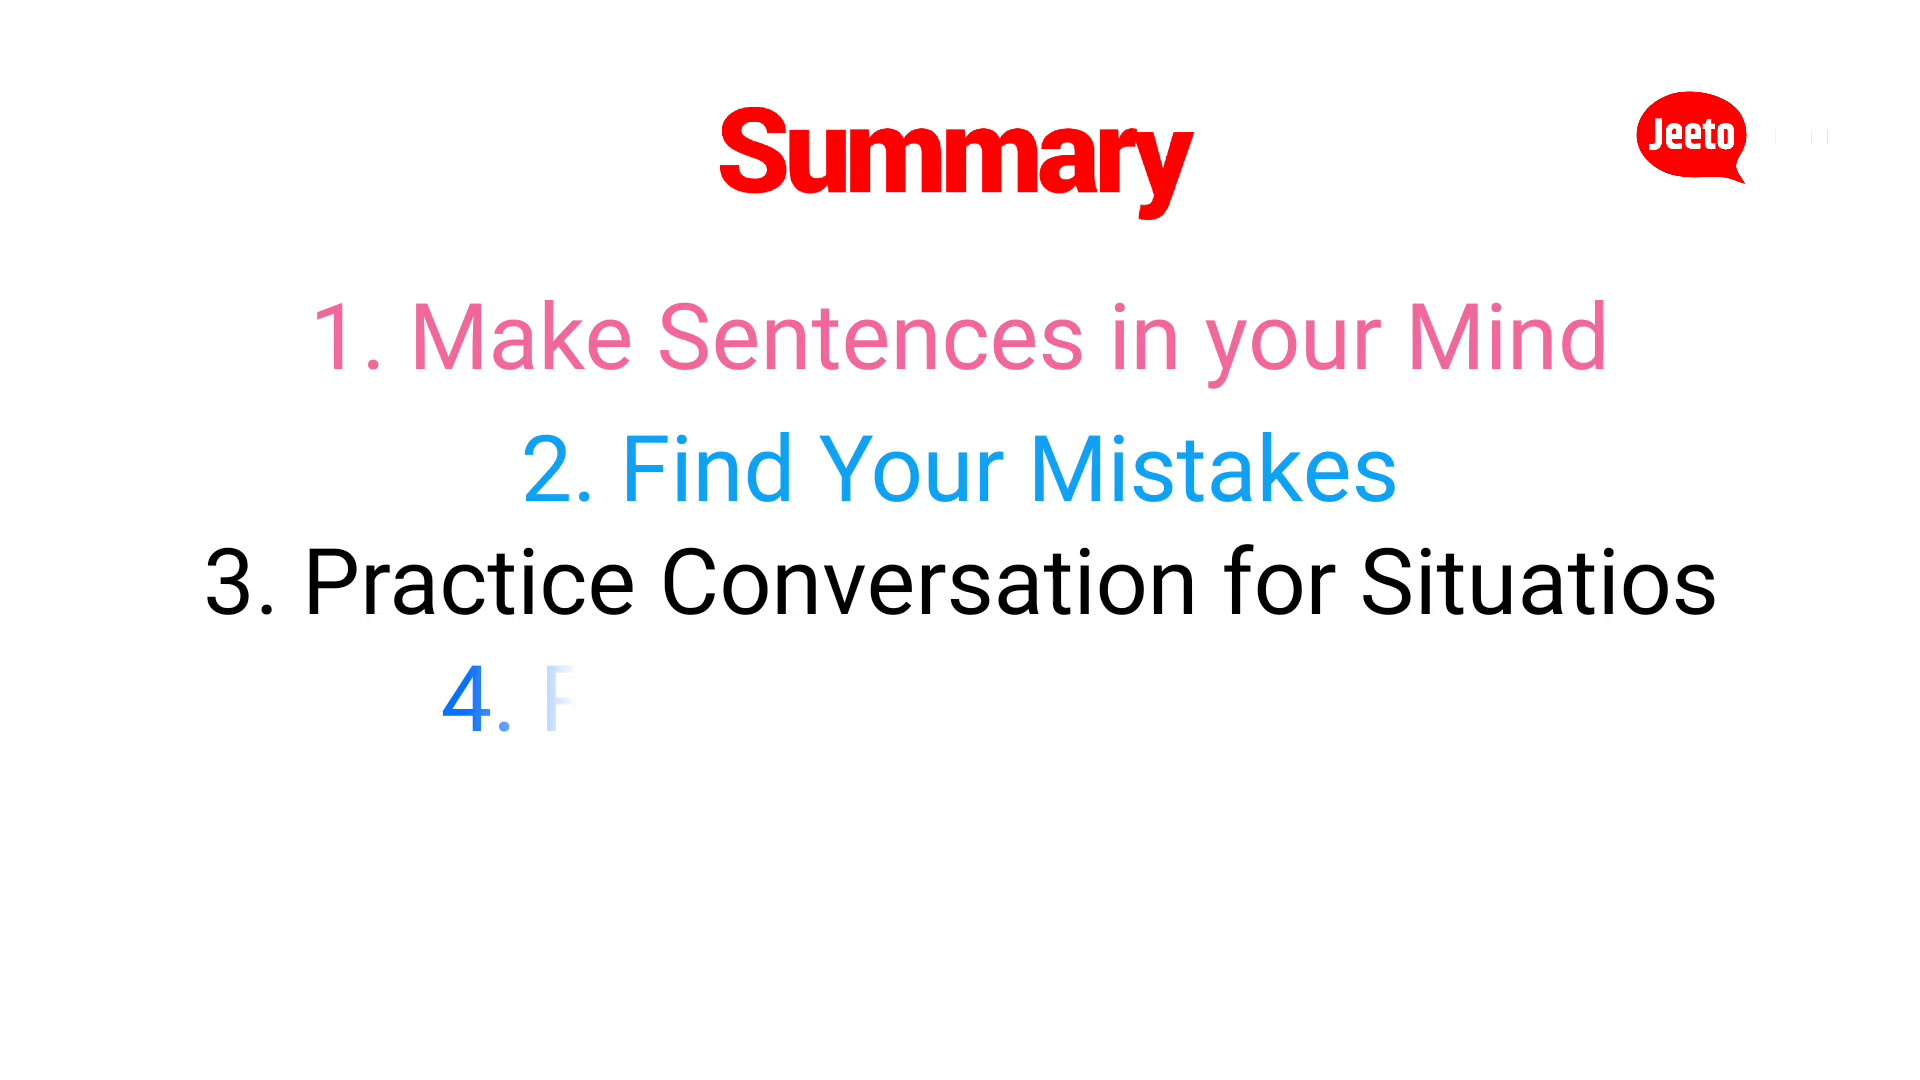 Summary
Jeeto
1. Make Sentences in your Mind
2. Find Your Mistakes
3. Practice Conversation for Situatios
4.